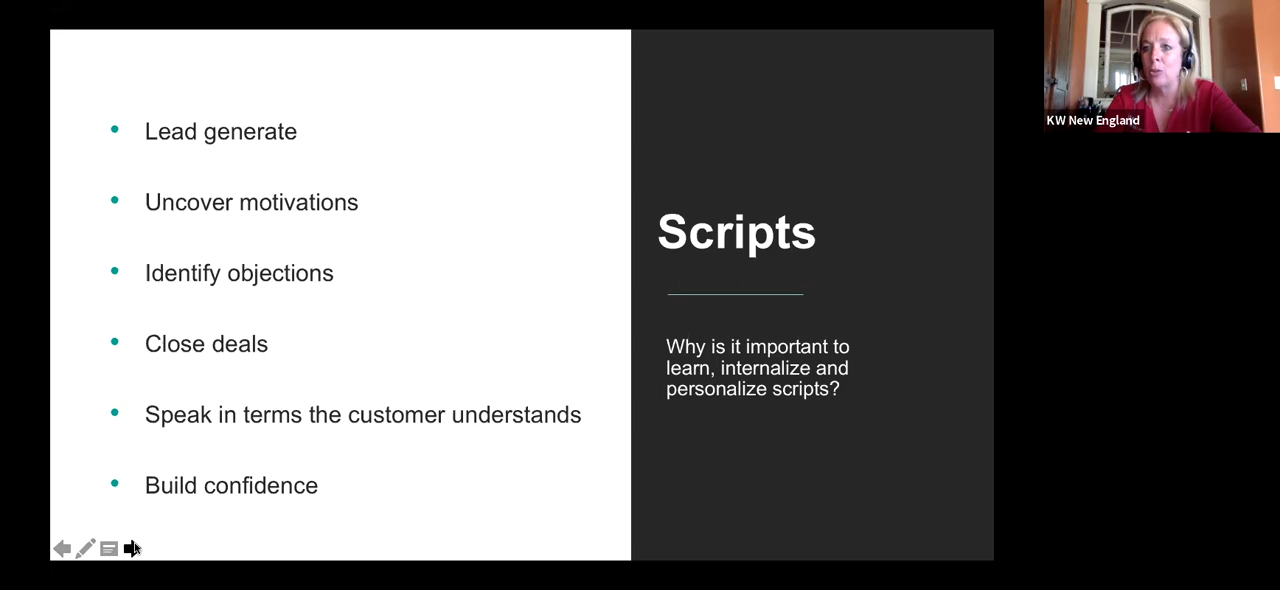 Lead generate
Uncover motivations
Identify objections
Close deals
Speak in terms the customer understands
Build confidence
Scripts
Why is it important to
learn, internalize and
personalize scripts?
KW New England